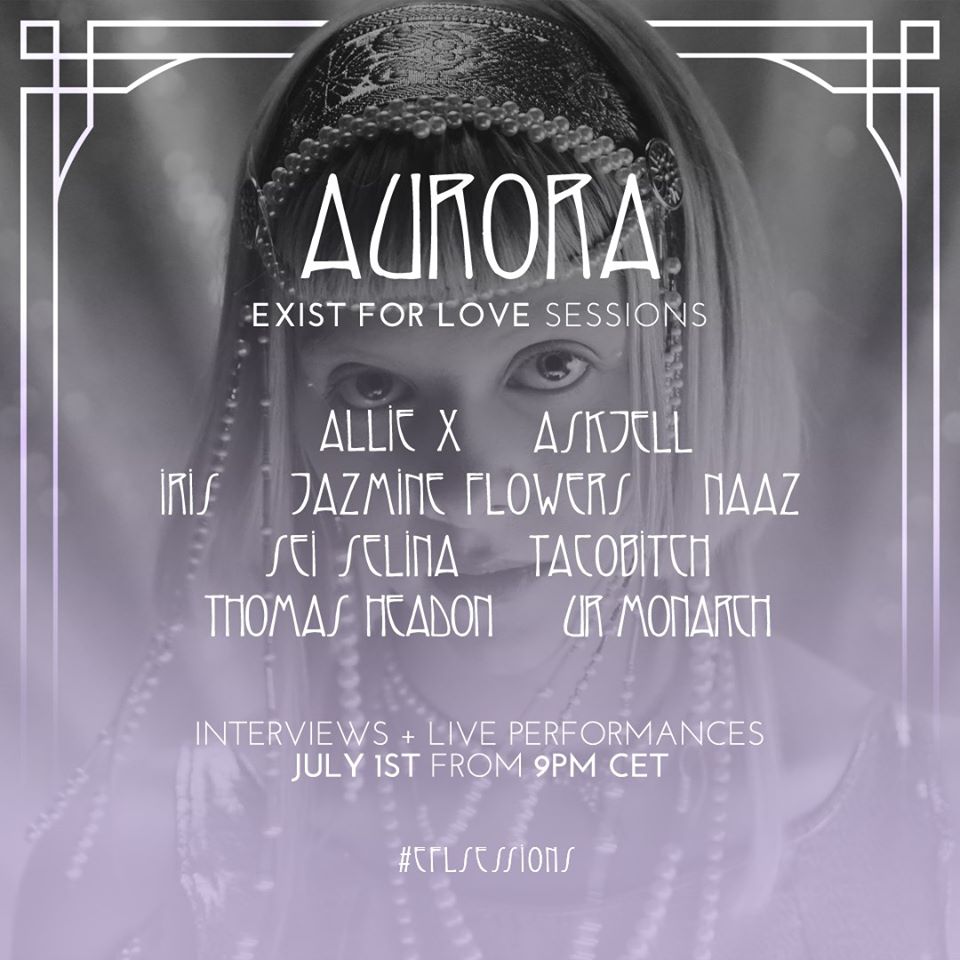 AURORA
EXIST FOR LOVE SESSIONS
ALLIE X ASKJELL
IRIS JAZMINE FLOWERS NAAZ
SEI SELINA TACOBITCH
THOMAS HEADON UR MONARCH
INTERVIEWS + LIVE PERFORMANCES
JULY 1ST FROM 9PM CET
#EFLSESSIONS